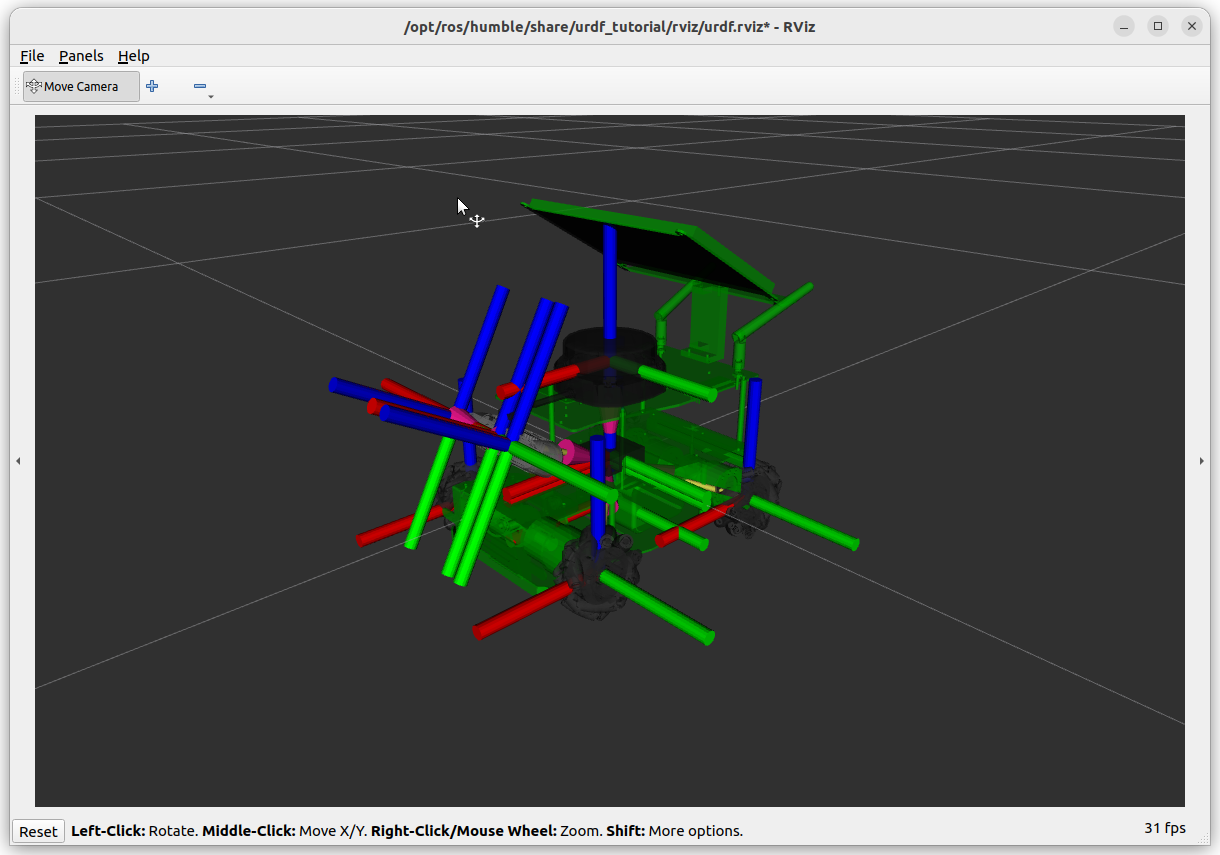 /opt/ros/humble/share/urdf_tutorial/rviz/urdf.rviz* - RViz
File Panels Help
Move Camera
Reset Left-Click: Rotate. Middle-Click: Move X/Y. Right-Click/Mouse Wheel: Zoom. Shift: More options. 31 fps